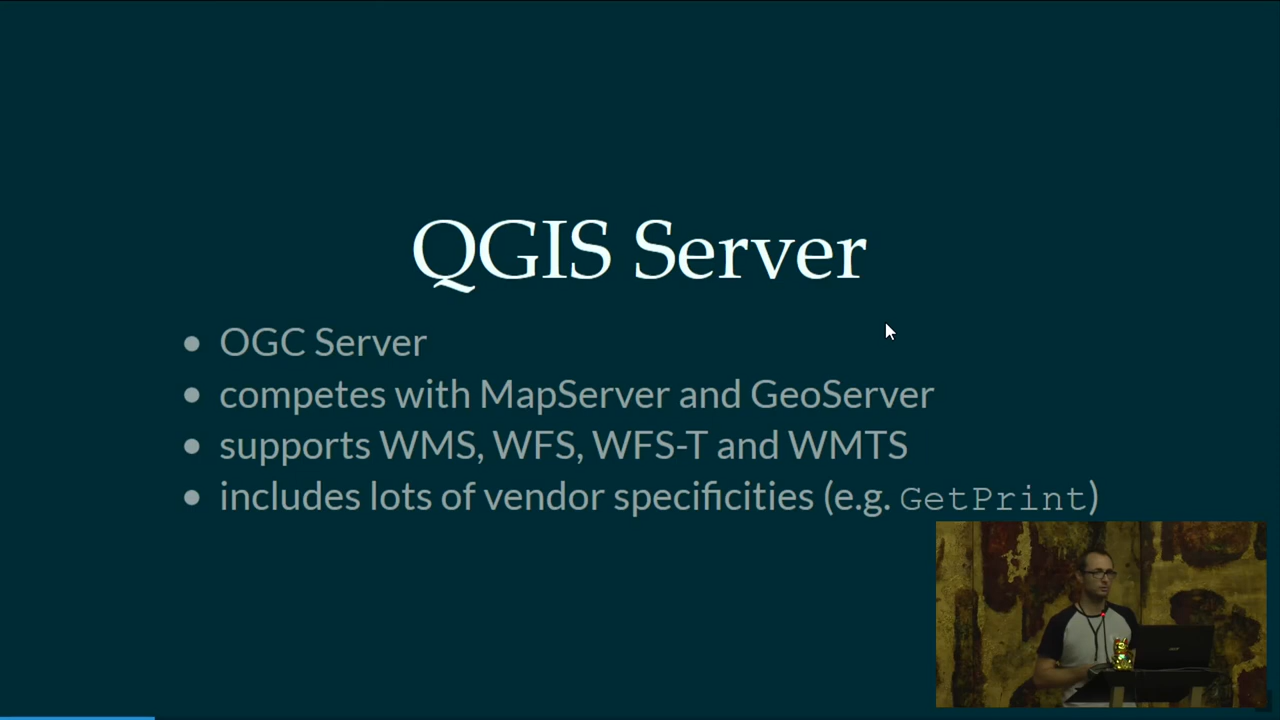 QGIS Server
• OGC Server
• competes with MapServer and GeoServer
• supports WMS, WFS, WFS-T and WMTS
• includes lots of vendor specificities (e.g. GetPrint)